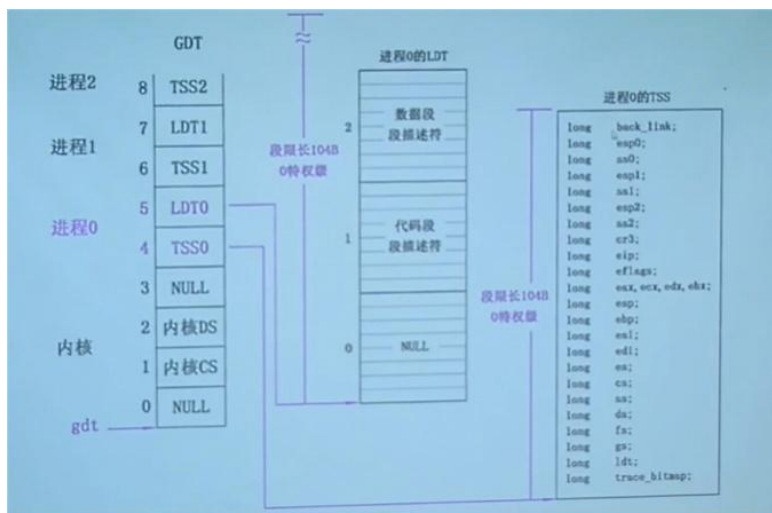 GDT
进程2 8 TSS2
7 LDT1
进程1
6 TSS1
5 LDT0
进程0
4 TSS0
3 NULL
2 内核DS
内核
1 内核CS
0 NULL
gdt
段限长104B
0特权级
进程0的LDT
2
数据段
段描述符
1
代码段
段描述符
0 NULL
段限长104B
0特权级
进程0的TSS
long back_link;
long esp0;
long ss0;
long esp1;
long ss1;
long esp2;
long ss2;
long cr3;
long eip;
long eflags;
long eax,ecx,edx,ebx;
long esp;
long ebp;
long esi;
long edi;
long es;
long cs;
long ss;
long ds;
long fs;
long gs;
long ldt;
long trace_bitmap;